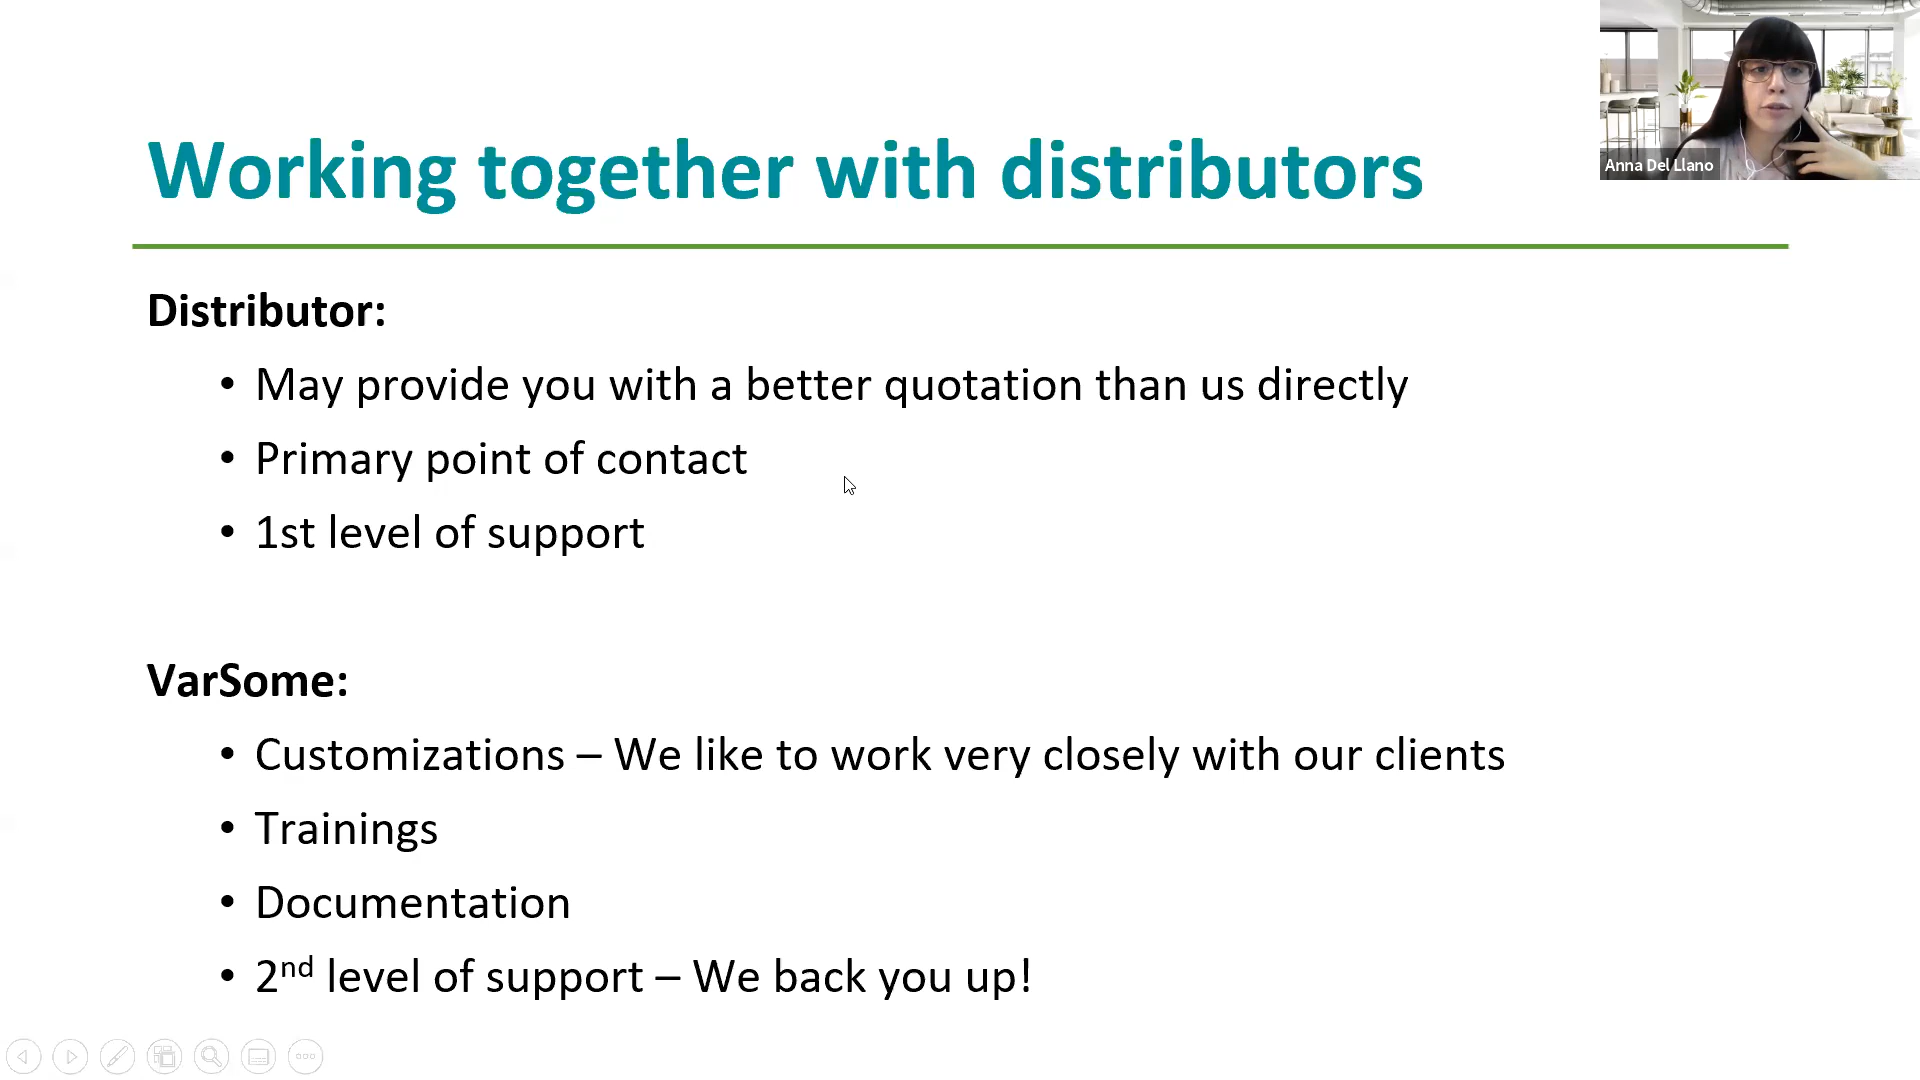 Working together with distributors
Anna Del Llano
Distributor:
• May provide you with a better quotation than us directly
• Primary point of contact
• 1st level of support
VarSome:
• Customizations – We like to work very closely with our clients
• Trainings
• Documentation
• 2nd level of support – We back you up!